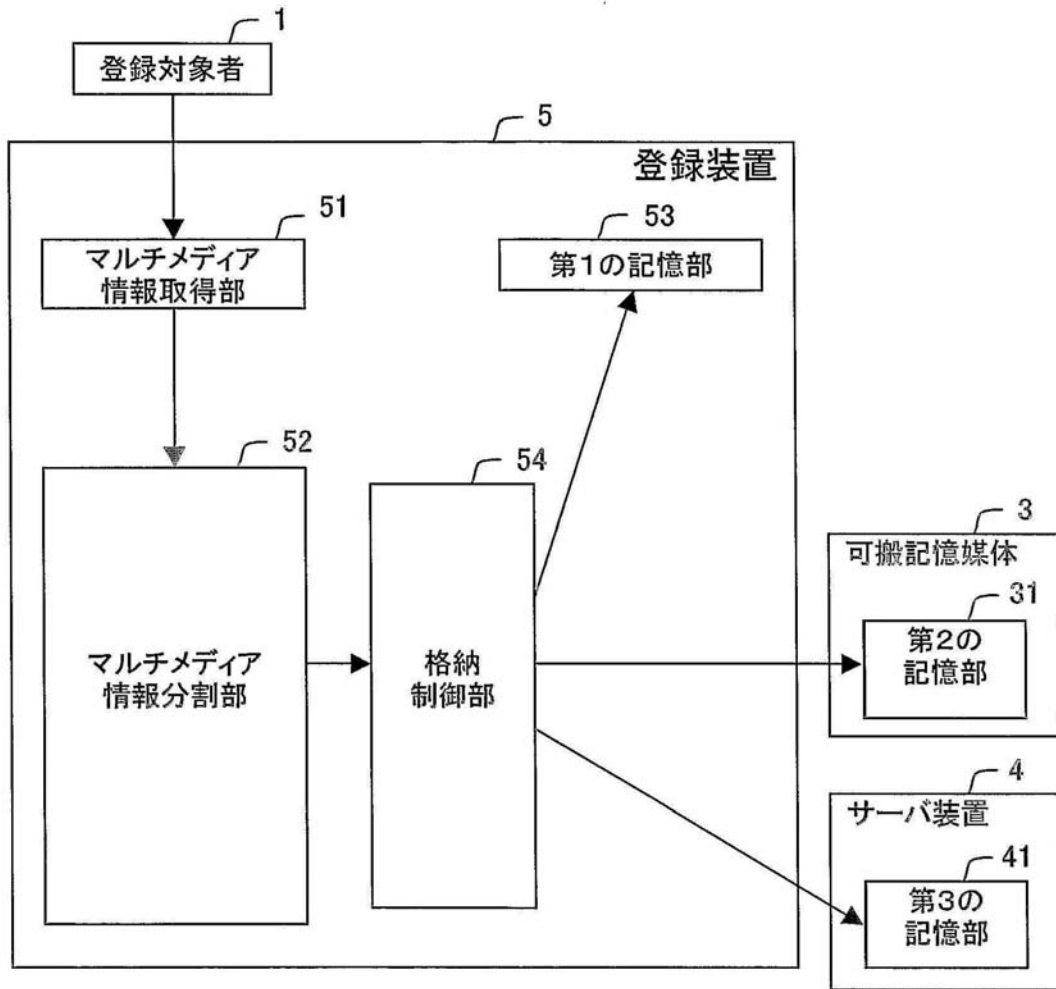 1
登録対象者
5
登録装置
51
マルチメディア
情報取得部
53
第1の記憶部
52
マルチメディア
情報分割部
54
格納
制御部
3
可搬記憶媒体
31
第2の
記憶部
4
サーバ装置
41
第3の
記憶部